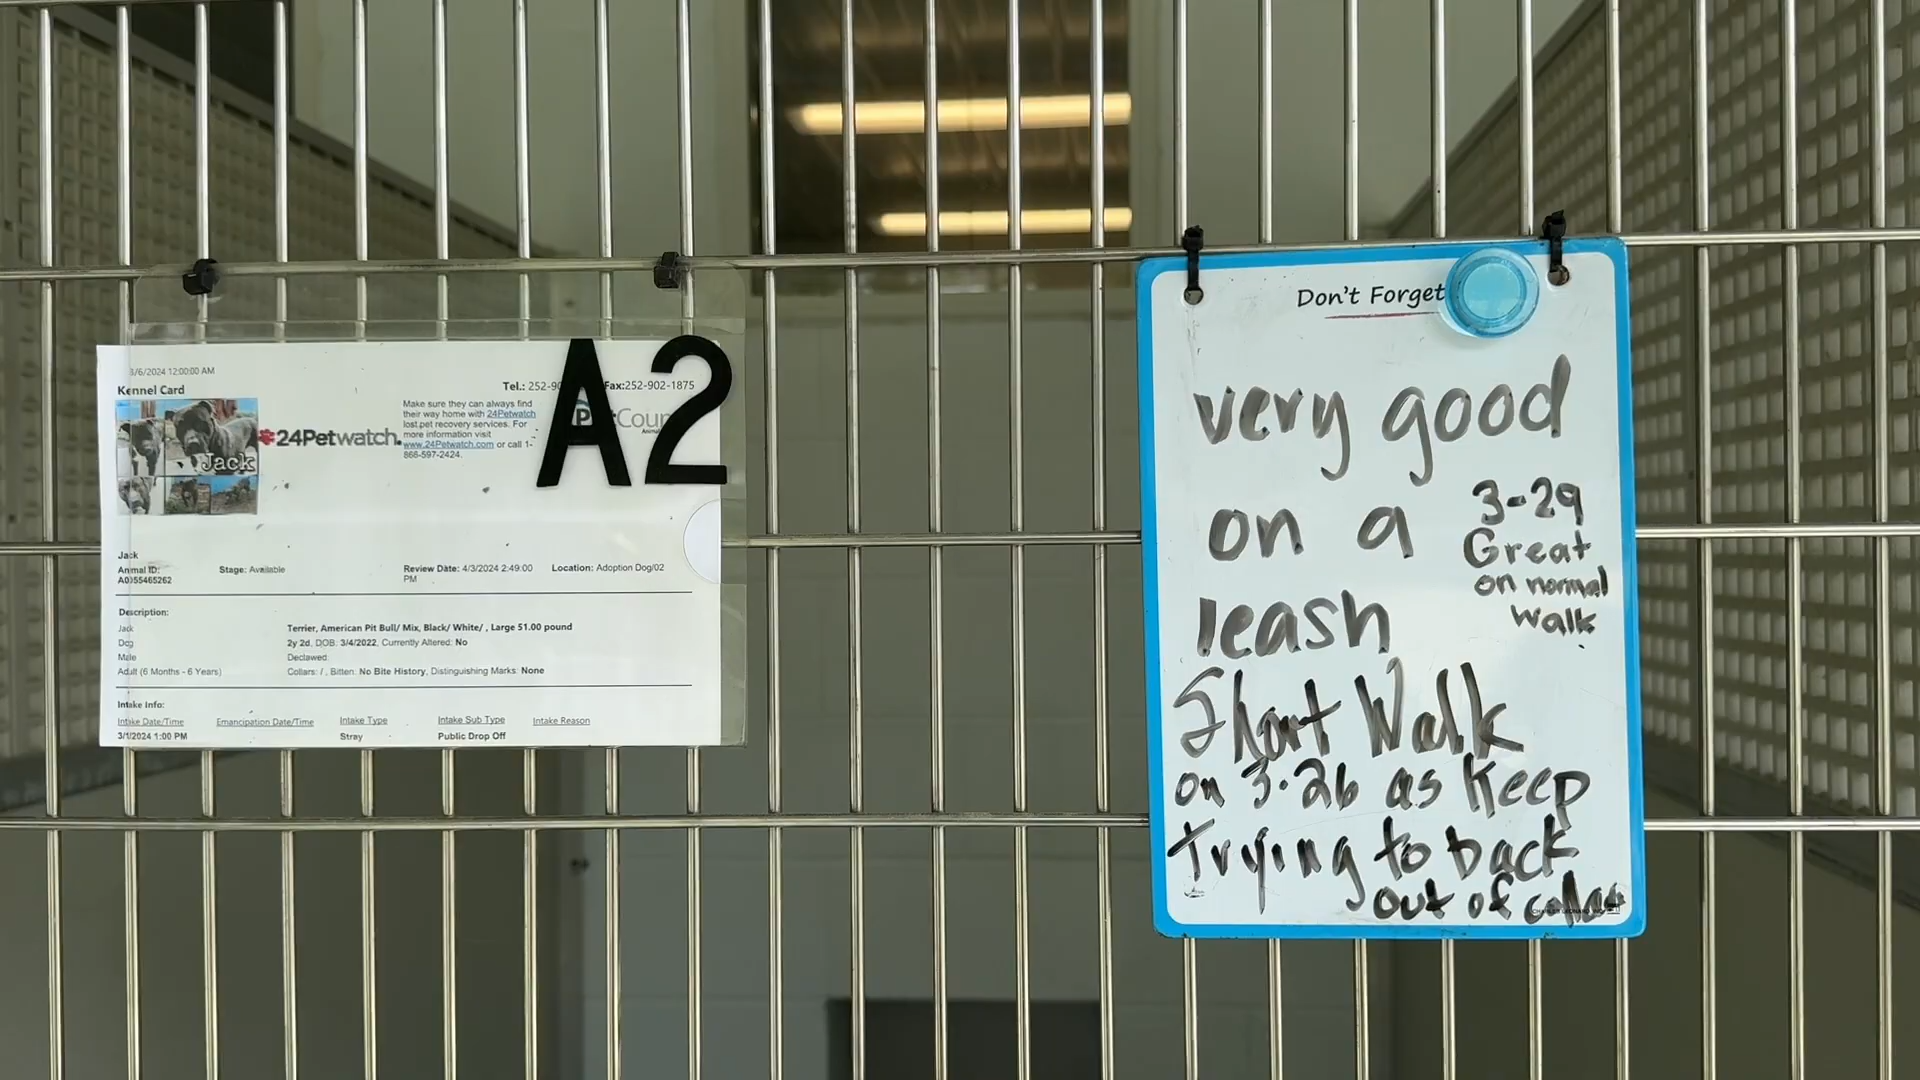 3/6/2024 12:00:00 AM
Kennel Card
Tel.: 252-90 Fax:252-902-1875
A2
Make sure they can always find
their way home with 24Petwatch
lost pet recovery services. For
more information visit
www.24Petwatch.com or call 1-
866-597-2424.
24Petwatch.
Jack
Jack
Animal ID:
A0055465262
Stage: Available
Review Date: 4/3/2024 2:49:00
PM
Location: Adoption Dog/02
Description:
Jack
Terrier, American Pit Bull/ Mix, Black/ White/ , Large 51.00 pound
Dog
2y 2d, DOB: 3/4/2022, Currently Altered: No
Male
Declawed:
Adult (6 Months - 6 Years)
Collars: / , Bitten: No Bite History, Distinguishing Marks: None
Intake Info:
Intake Date/Time Emancipation Date/Time Intake Type Intake Sub Type Intake Reason
3/1/2024 1:00 PM Stray Public Drop Off
Don't Forget
very good
on a
leash
3-29
Great
on normal
Walk
Short Walk
on 3.26 as Keep
Trying to back
out of collar